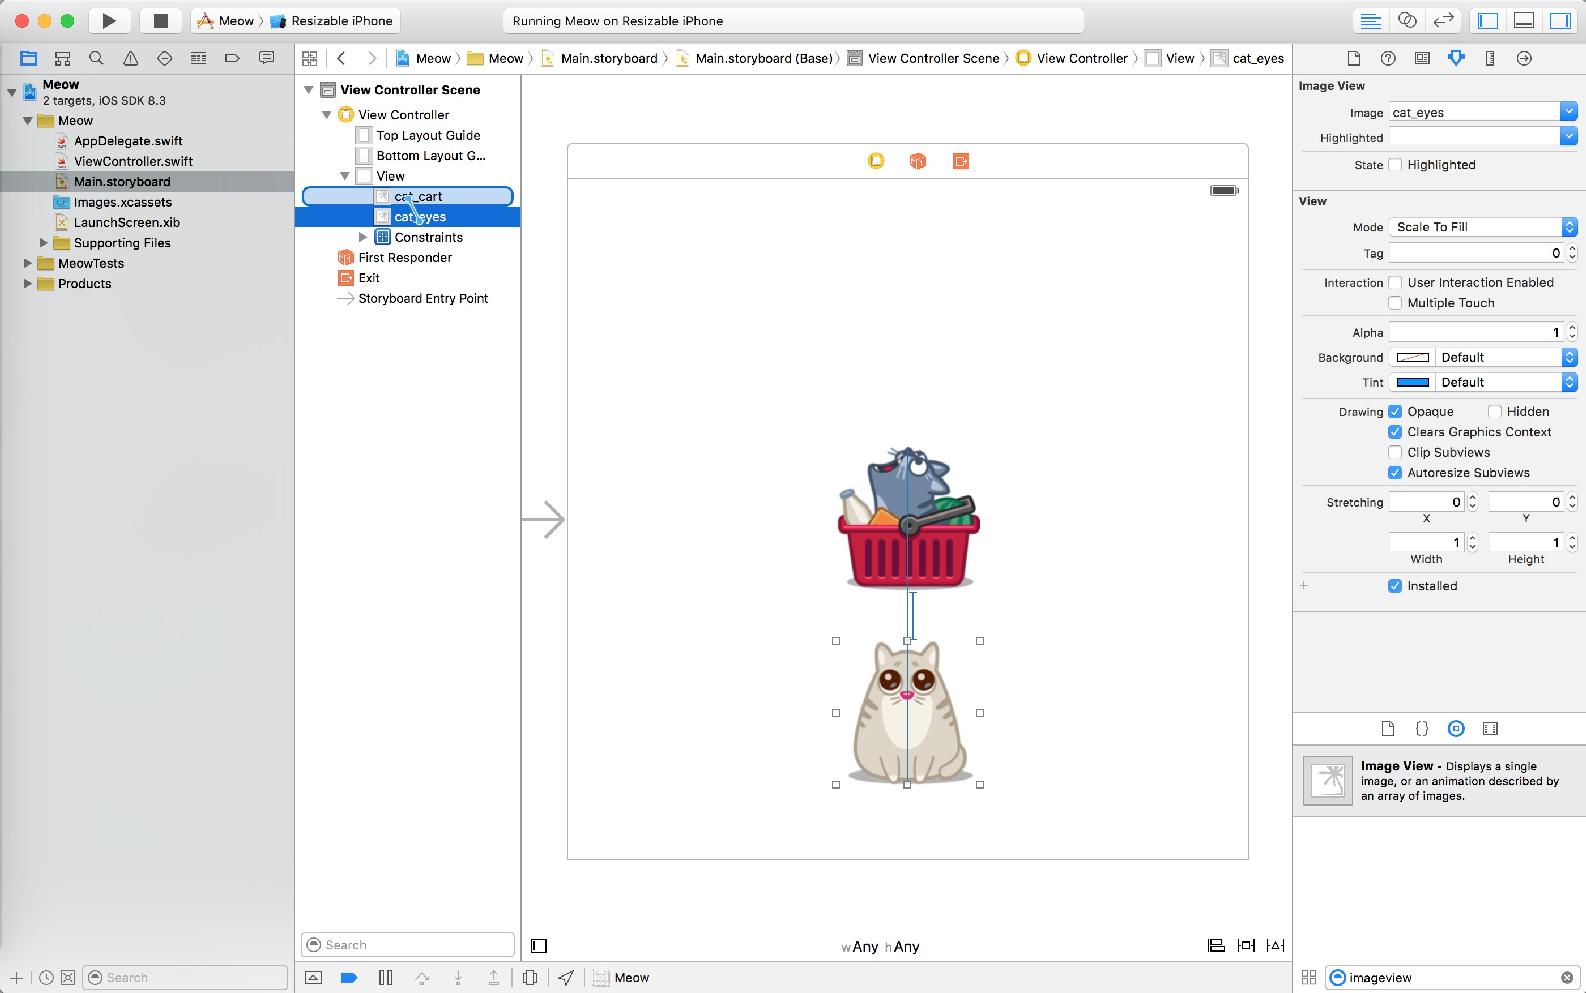 Meow
Resizable iPhone
Running Meow on Resizable iPhone
Meow
Meow
Main.storyboard
Main.storyboard (Base)
View Controller Scene
View Controller
View
cat_eyes
Meow
2 targets, iOS SDK 8.3
Meow
AppDelegate.swift
ViewController.swift
Main.storyboard
Images.xcassets
LaunchScreen.xib
Supporting Files
MeowTests
Products
Search
View Controller Scene
View Controller
Top Layout Guide
Bottom Layout G...
View
cat_cart
cat_eyes
Constraints
First Responder
Exit
Storyboard Entry Point
Search
wAny hAny
Meow
Image View
Image cat_eyes
Highlighted
State Highlighted
View
Mode Scale To Fill
Tag 0
Interaction User Interaction Enabled
Multiple Touch
Alpha 1
Background Default
Tint Default
Drawing Opaque Hidden
Clears Graphics Context
Clip Subviews
Autoresize Subviews
Stretching 0 0
X Y
1 1
Width Height
Installed
Image View - Displays a single
image, or an animation described by
an array of images.
imageview